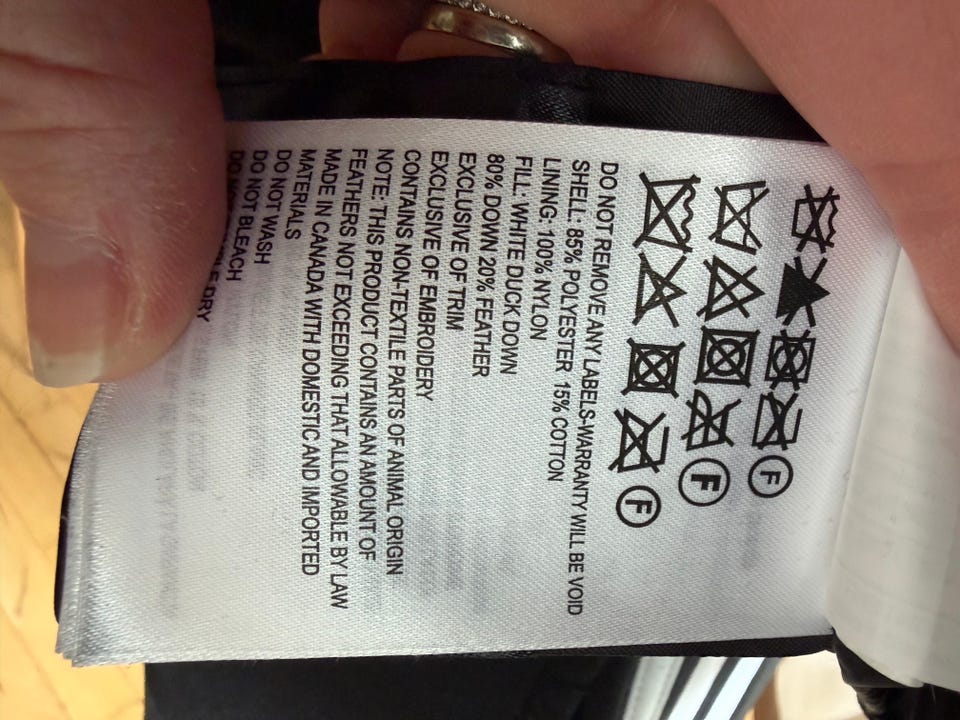 F
F
F
DO NOT REMOVE ANY LABELS-WARRANTY WILL BE VOID
SHELL: 85% POLYESTER 15% COTTON
LINING: 100% NYLON
FILL: WHITE DUCK DOWN
80% DOWN 20% FEATHER
EXCLUSIVE OF TRIM
EXCLUSIVE OF EMBROIDERY
CONTAINS NON-TEXTILE PARTS OF ANIMAL ORIGIN
NOTE: THIS PRODUCT CONTAINS AN AMOUNT OF
FEATHERS NOT EXCEEDING THAT ALLOWABLE BY LAW
MADE IN CANADA WITH DOMESTIC AND IMPORTED
MATERIALS
DO NOT WASH
DO NOT BLEACH
DRY